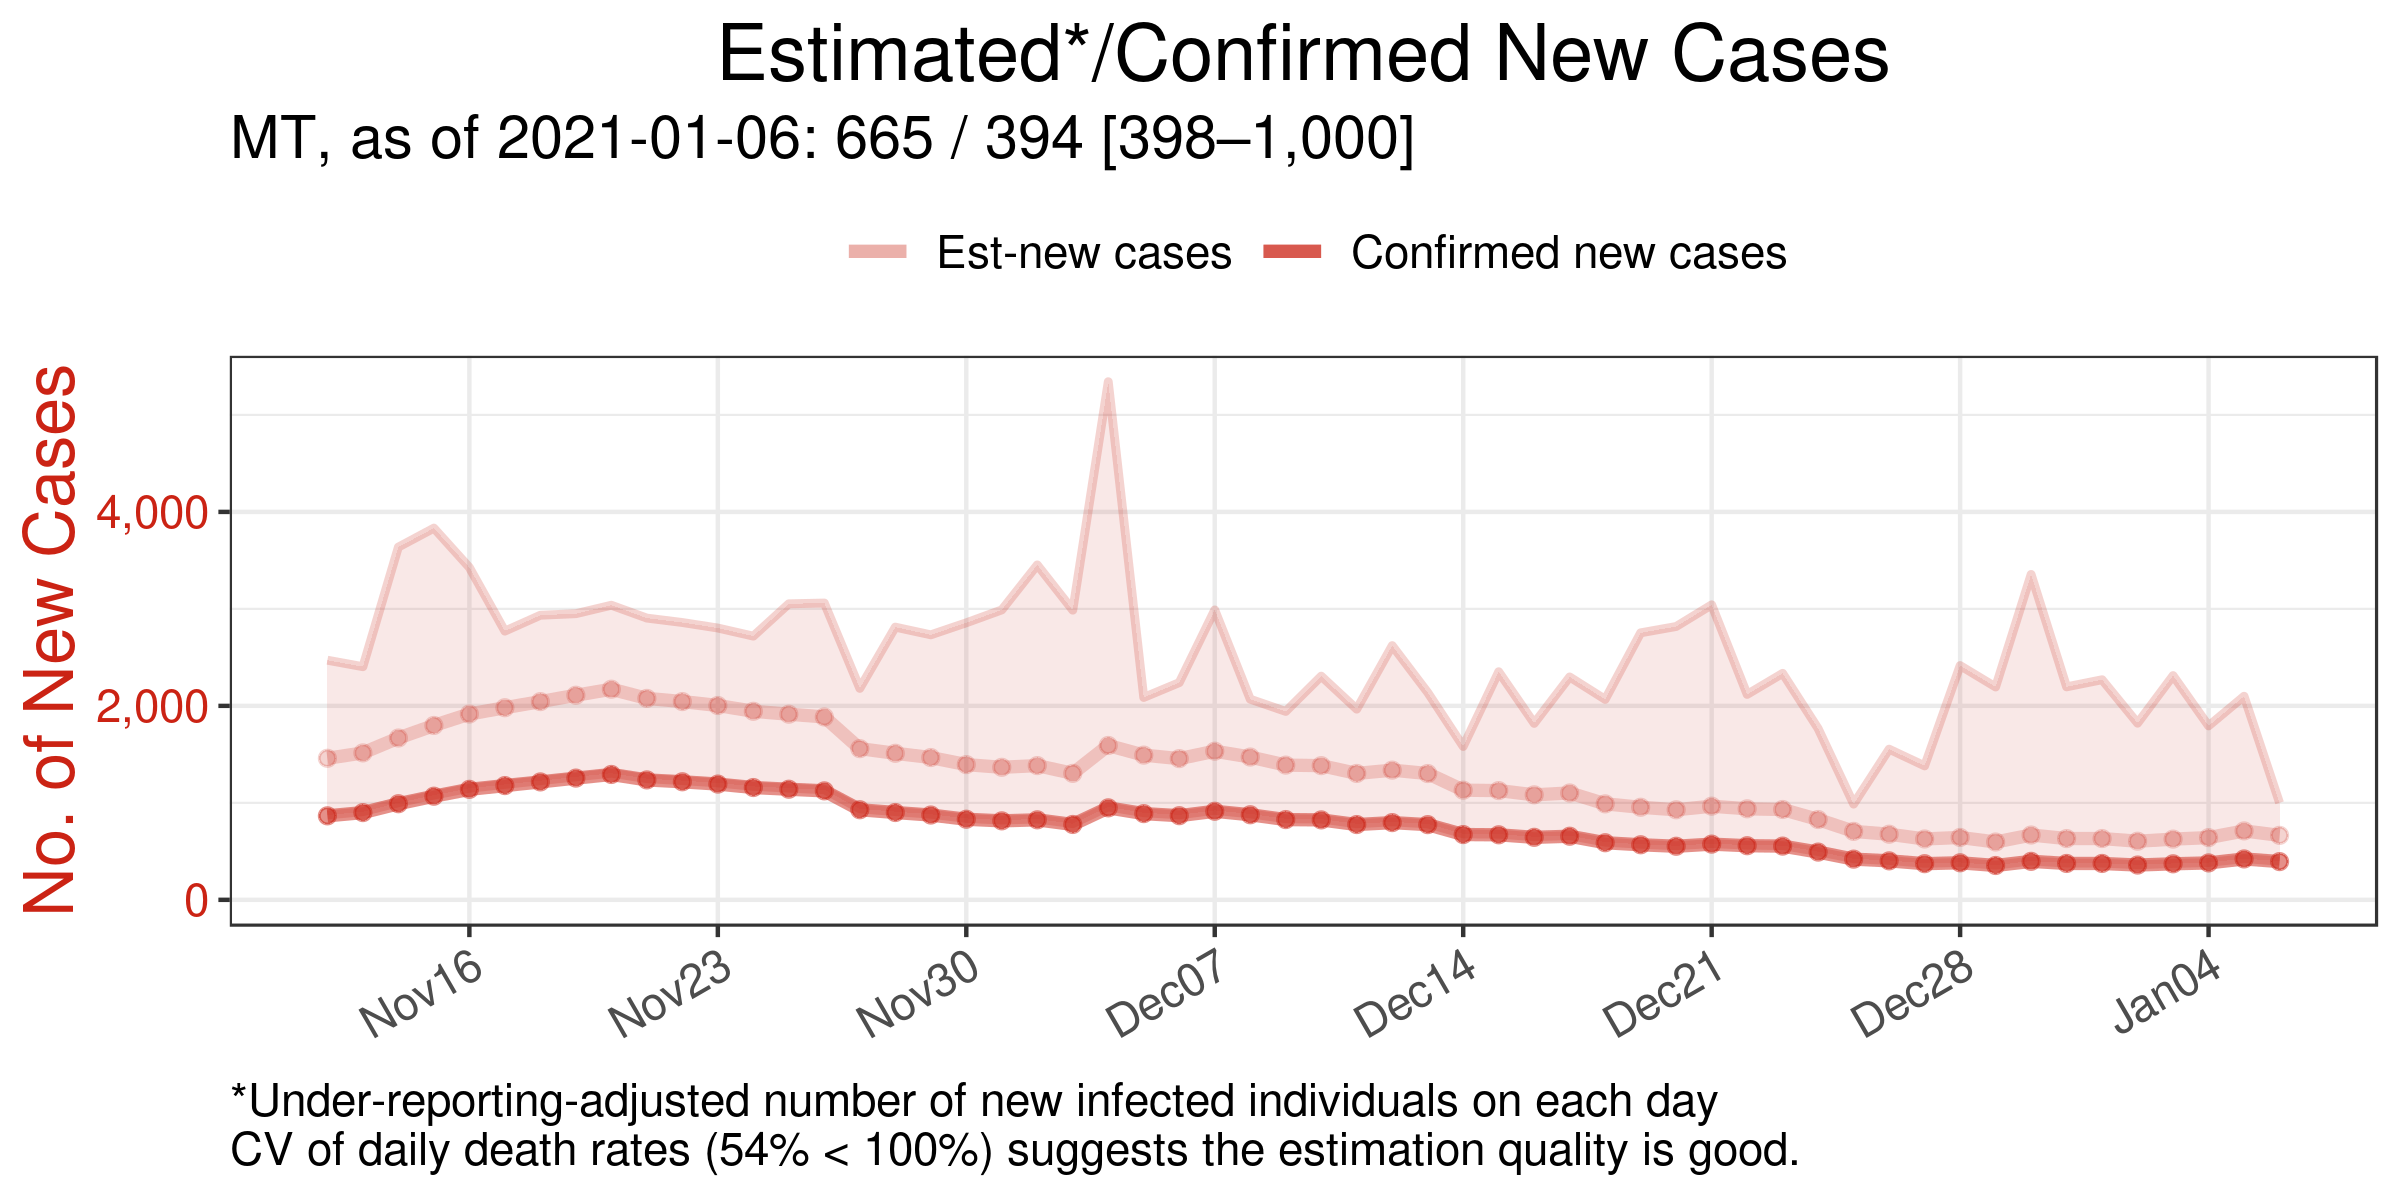 Estimated*/Confirmed New Cases
MT, as of 2021-01-06: 665 / 394 [398–1,000]
Est-new cases
Confirmed new cases
No. of New Cases
4,000
2,000
0
Nov16
Nov23
Nov30
Dec07
Dec14
Dec21
Dec28
Jan04
*Under-reporting-adjusted number of new infected individuals on each day
CV of daily death rates (54% < 100%) suggests the estimation quality is good.